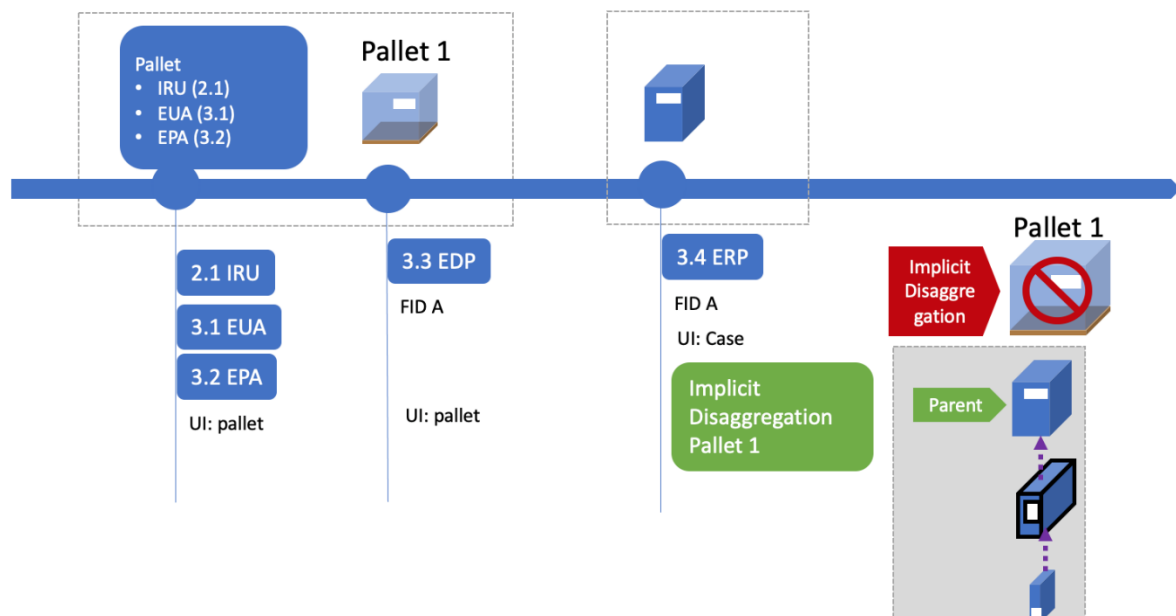 Pallet
• IRU (2.1)
• EUA (3.1)
• EPA (3.2)
Pallet 1
2.1 IRU
3.1 EUA
3.2 EPA
UI: pallet
3.3 EDP
FID A
UI: pallet
3.4 ERP
FID A
UI: Case
Implicit
Disaggregation
Pallet 1
Pallet 1
Implicit
Disaggre
gation
Parent